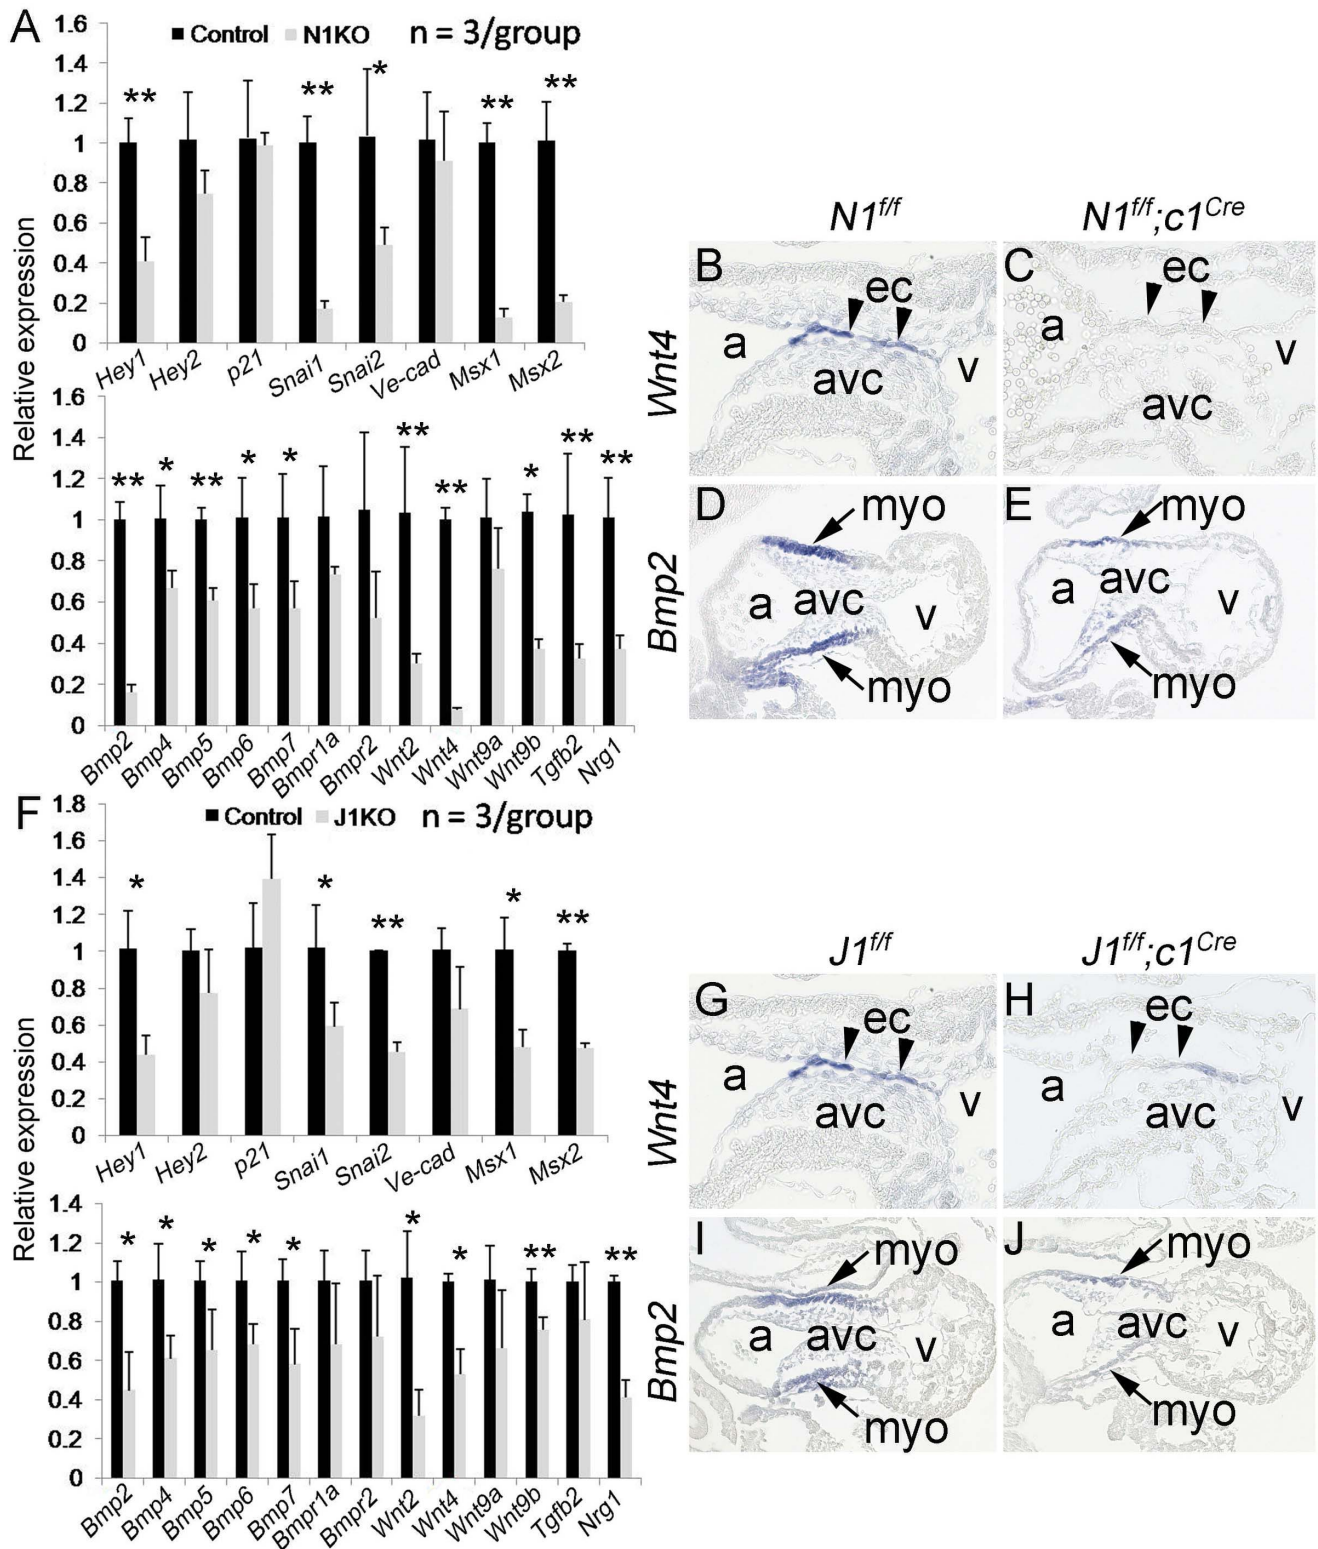 A
Control N1KO n = 3/group
1.6
1.4
1.2
1
0.8
0.6
0.4
0.2
0
** ** * ** **
Relative expression
Hey1 Hey2 p21 Snai1 Snai2 Ve-cad Msx1 Msx2
1.6
1.4
1.2
1
0.8
0.6
0.4
0.2
0
** * ** * * ** ** * ** **
Bmp2 Bmp4 Bmp5 Bmp6 Bmp7 Bmpr1a Bmpr2 Wnt2 Wnt4 Wnt9a Wnt9b Tgfb2 Nrg1
N1f/f N1f/f;c1Cre
Wnt4
B ec a avc v
C ec a avc v
Bmp2
D myo a avc v myo
E myo a avc v myo
F
Control J1KO n = 3/group
1.8
1.6
1.4
1.2
1
0.8
0.6
0.4
0.2
0
* * ** * **
Relative expression
Hey1 Hey2 p21 Snai1 Snai2 Ve-cad Msx1 Msx2
1.4
1.2
1
0.8
0.6
0.4
0.2
0
* * * * * * * ** **
Bmp2 Bmp4 Bmp5 Bmp6 Bmp7 Bmpr1a Bmpr2 Wnt2 Wnt4 Wnt9a Wnt9b Tgfb2 Nrg1
J1f/f J1f/f;c1Cre
Wnt4
G ec a avc v
H ec a avc v
Bmp2
I myo a avc v myo
J myo a avc v myo